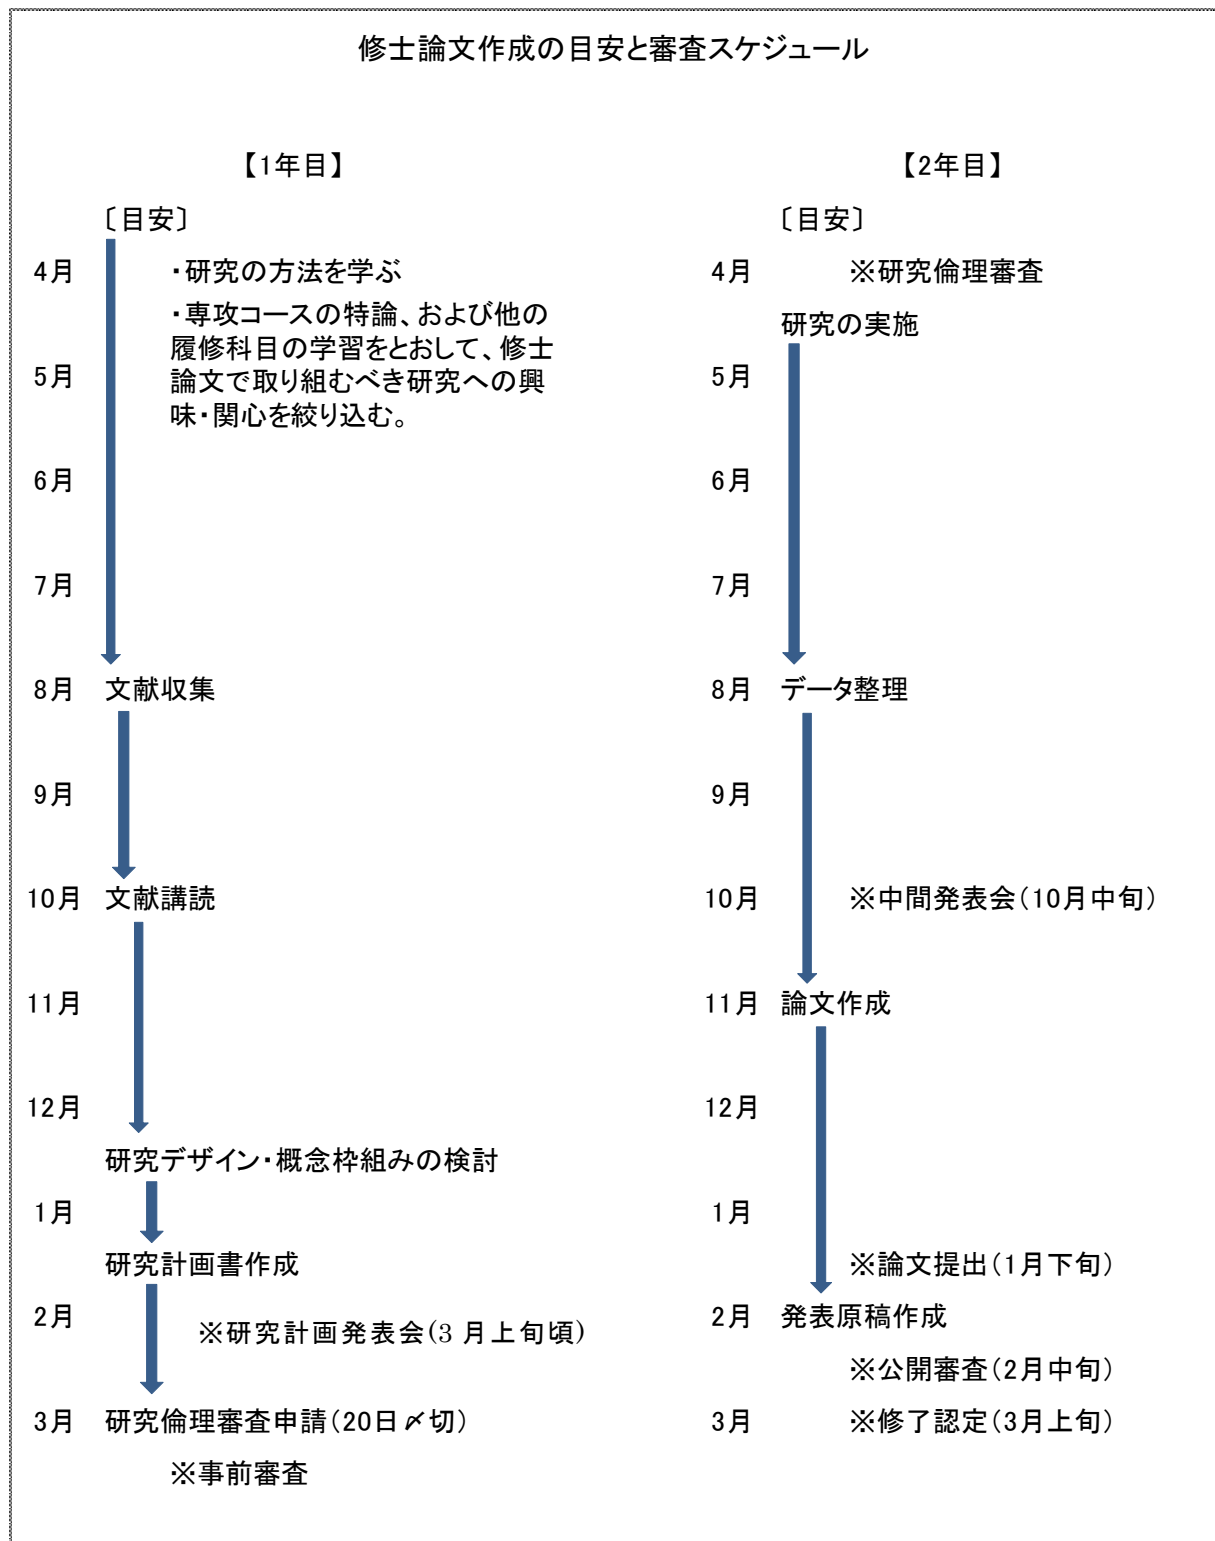 修士論文作成の目安と審査スケジュール
【1年目】
〔目安〕
4月 ・研究の方法を学ぶ
・専攻コースの特論、および他の
履修科目の学習をとおして、修士
5月 論文で取り組むべき研究への興
味・関心を絞り込む。
6月
7月
8月 文献収集
9月
10月 文献講読
11月
12月
研究デザイン・概念枠組みの検討
1月
研究計画書作成
2月 ※研究計画発表会(3 月上旬頃)
3月 研究倫理審査申請(20日〆切)
※事前審査
【2年目】
〔目安〕
4月 ※研究倫理審査
研究の実施
5月
6月
7月
8月 データ整理
9月
10月 ※中間発表会(10月中旬)
11月 論文作成
12月
1月
※論文提出(1月下旬)
2月 発表原稿作成
※公開審査(2月中旬)
3月 ※修了認定(3月上旬)